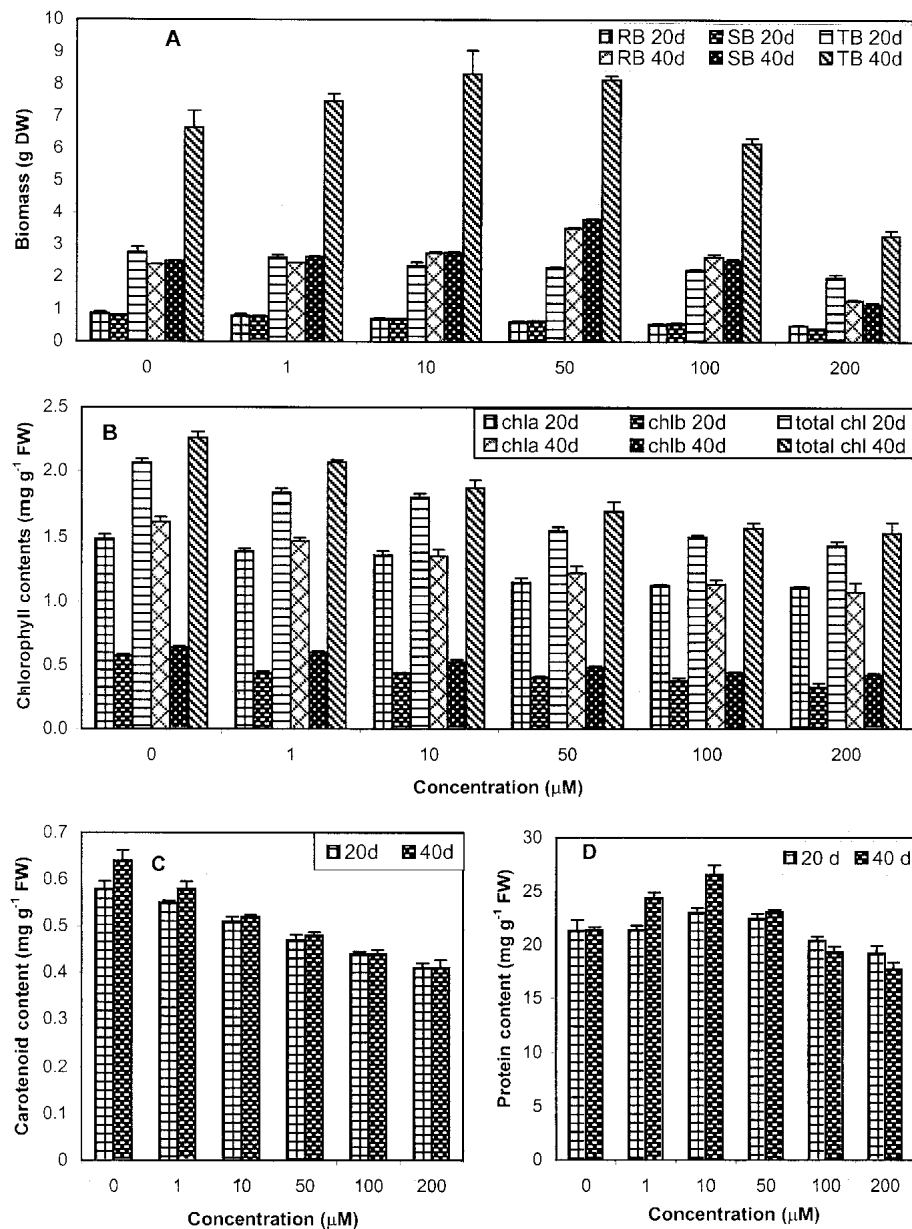 A
RB 20d SB 20d TB 20d
RB 40d SB 40d TB 40d
Biomass (g DW)
10
9
8
7
6
5
4
3
2
1
0
0 1 10 50 100 200
B
chla 20d chlb 20d total chl 20d
chla 40d chlb 40d total chl 40d
Chlorophyll contents (mg g⁻¹ FW)
2.5
2.0
1.5
1.0
0.5
0.0
0 1 10 50 100 200
Concentration (μM)
C
20d 40d
Carotenoid content (mg g⁻¹ FW)
0.7
0.6
0.5
0.4
0.3
0.2
0.1
0
0 1 10 50 100 200
Concentration (μM)
D
20 d 40 d
Protein content (mg g⁻¹ FW)
30
25
20
15
10
5
0
0 1 10 50 100 200
Concentration (μM)